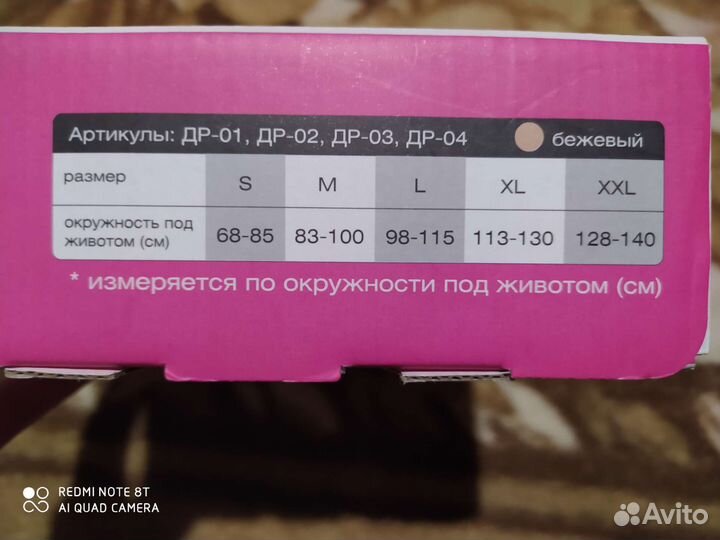 Артикулы: ДР-01, ДР-02, ДР-03, ДР-04 бежевый
размер S M L XL XXL
окружность под
животом (см) 68-85 83-100 98-115 113-130 128-140
* измеряется по окружности под животом (см)
REDMI NOTE 8T
AI QUAD CAMERA
Avito